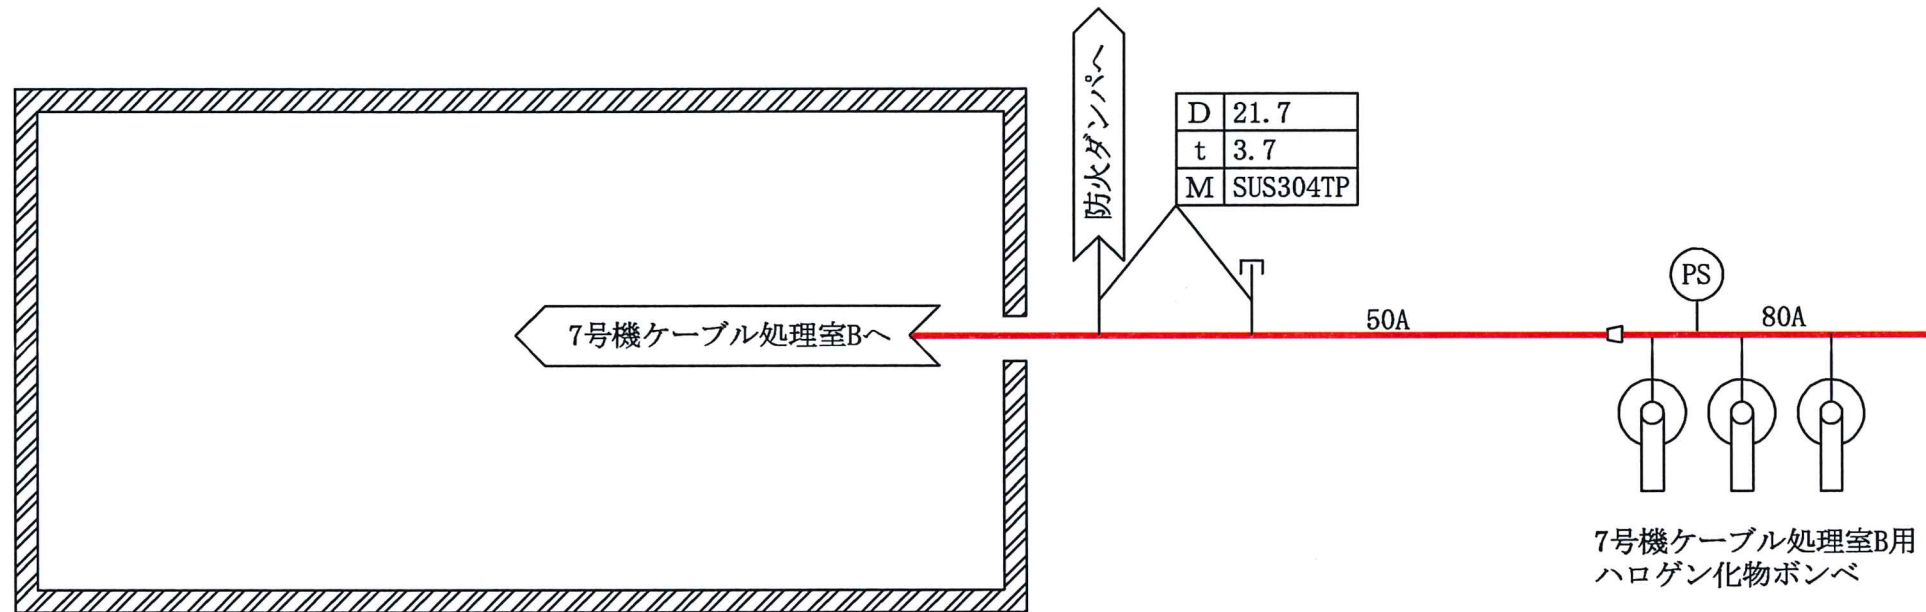 防火ダンパへ
D 21.7
t 3.7
M SUS304TP
PS
7号機ケーブル処理室Bへ
50A
80A
7号機ケーブル処理室B用
ハロゲン化物ボンベ